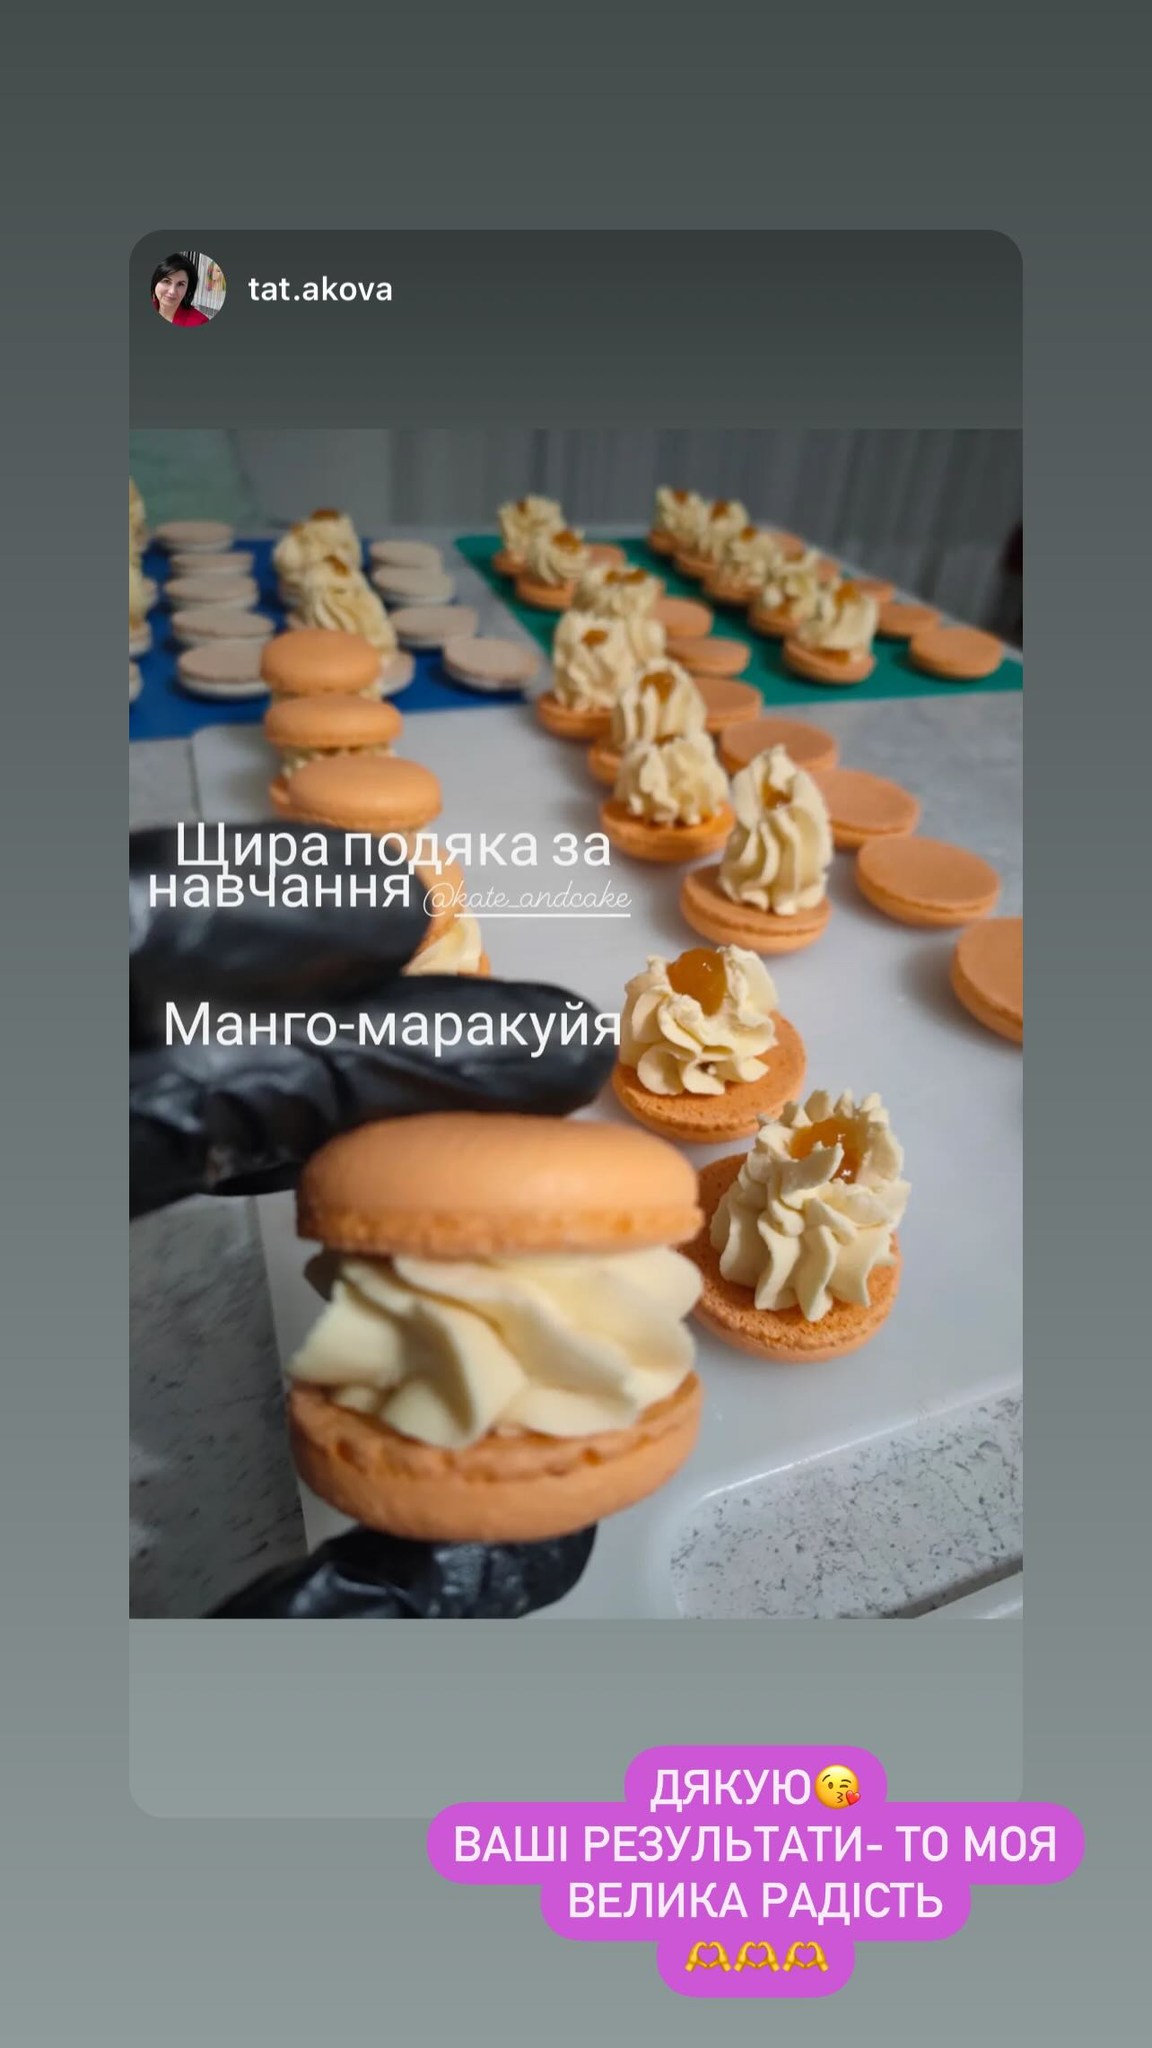 tat.akova
Щира подяка за
навчання @kate_andcake
Манго-маракуйя
ДЯКУЮ😘
ВАШІ РЕЗУЛЬТАТИ- ТО МОЯ
ВЕЛИКА РАДІСТЬ
🫶🫶🫶